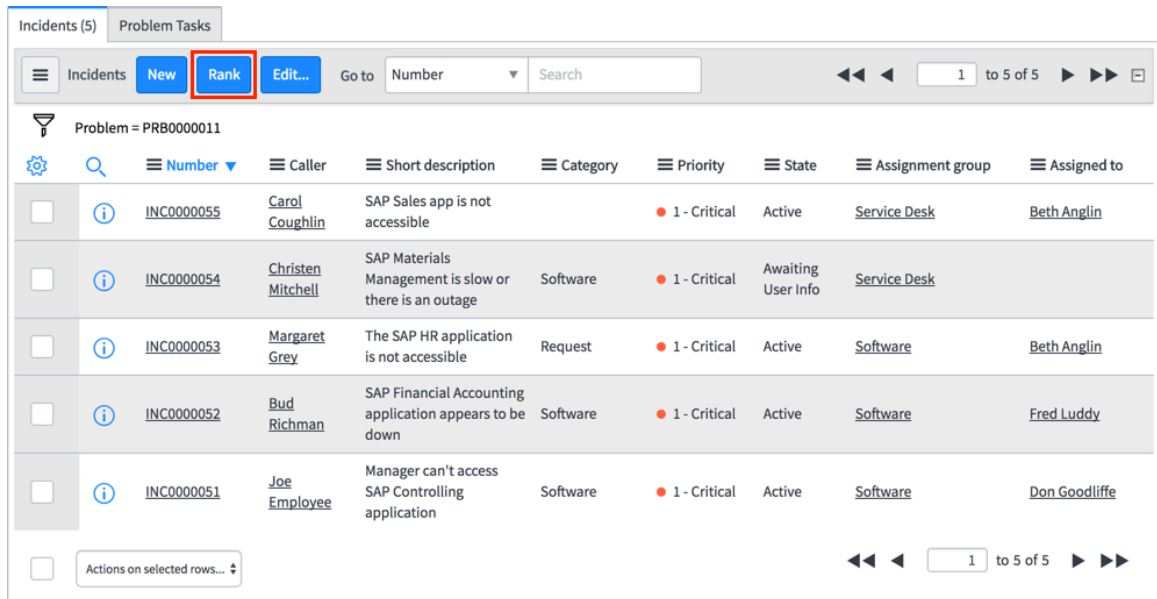 Incidents (5) Problem Tasks
Incidents New Rank Edit... Go to Number Search 1 to 5 of 5
Problem = PRB0000011
Number Caller Short description Category Priority State Assignment group Assigned to
INC0000055 Carol Coughlin SAP Sales app is not accessible 1 - Critical Active Service Desk Beth Anglin
INC0000054 Christen Mitchell SAP Materials Management is slow or there is an outage Software 1 - Critical Awaiting User Info Service Desk
INC0000053 Margaret Grey The SAP HR application is not accessible Request 1 - Critical Active Software Beth Anglin
INC0000052 Bud Richman SAP Financial Accounting application appears to be down Software 1 - Critical Active Software Fred Luddy
INC0000051 Joe Employee Manager can't access SAP Controlling application Software 1 - Critical Active Software Don Goodliffe
Actions on selected rows... 1 to 5 of 5